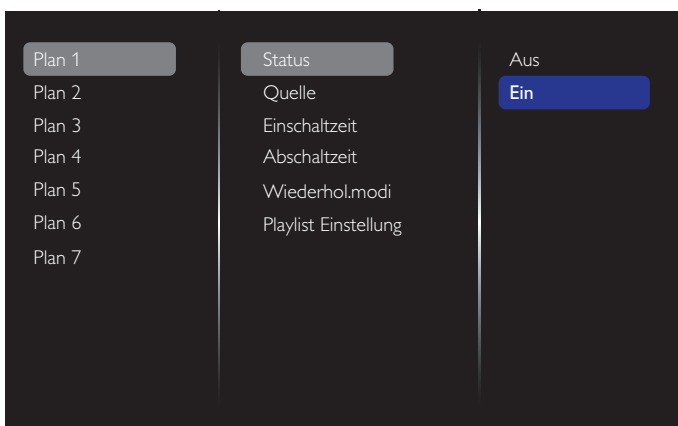 Plan 1
Plan 2
Plan 3
Plan 4
Plan 5
Plan 6
Plan 7
Status
Quelle
Einschaltzeit
Abschaltzeit
Wiederhol.modi
Playlist Einstellung
Aus
Ein